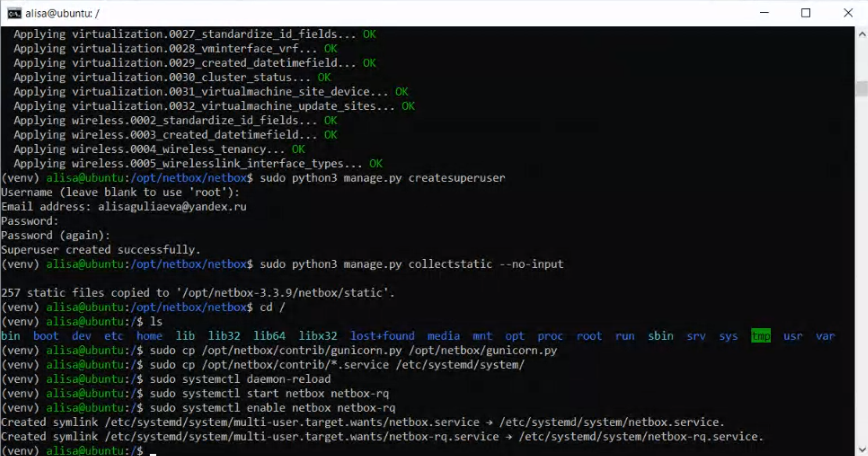 alisa@ubuntu: /
Applying virtualization.0027_standardize_id_fields... OK
Applying virtualization.0028_vminterface_vrf... OK
Applying virtualization.0029_created_datetimefield... OK
Applying virtualization.0030_cluster_status... OK
Applying virtualization.0031_virtualmachine_site_device... OK
Applying virtualization.0032_virtualmachine_update_sites... OK
Applying wireless.0002_standardize_id_fields... OK
Applying wireless.0003_created_datetimefield... OK
Applying wireless.0004_wireless_tenancy... OK
Applying wireless.0005_wirelesslink_interface_types... OK
(venv) alisa@ubuntu:/opt/netbox/netbox$ sudo python3 manage.py createsuperuser
Username (leave blank to use 'root'):
Email address: alisaguliaeva@yandex.ru
Password:
Password (again):
Superuser created successfully.
(venv) alisa@ubuntu:/opt/netbox/netbox$ sudo python3 manage.py collectstatic --no-input
257 static files copied to '/opt/netbox-3.3.9/netbox/static'.
(venv) alisa@ubuntu:/opt/netbox/netbox$ cd /
(venv) alisa@ubuntu:/$ ls
bin boot dev etc home lib lib32 lib64 libx32 lost+found media mnt opt proc root run sbin srv sys tmp usr var
(venv) alisa@ubuntu:/$ sudo cp /opt/netbox/contrib/gunicorn.py /opt/netbox/gunicorn.py
(venv) alisa@ubuntu:/$ sudo cp /opt/netbox/contrib/*.service /etc/systemd/system/
(venv) alisa@ubuntu:/$ sudo systemctl daemon-reload
(venv) alisa@ubuntu:/$ sudo systemctl start netbox netbox-rq
(venv) alisa@ubuntu:/$ sudo systemctl enable netbox netbox-rq
Created symlink /etc/systemd/system/multi-user.target.wants/netbox.service → /etc/systemd/system/netbox.service.
Created symlink /etc/systemd/system/multi-user.target.wants/netbox-rq.service → /etc/systemd/system/netbox-rq.service.
(venv) alisa@ubuntu:/$